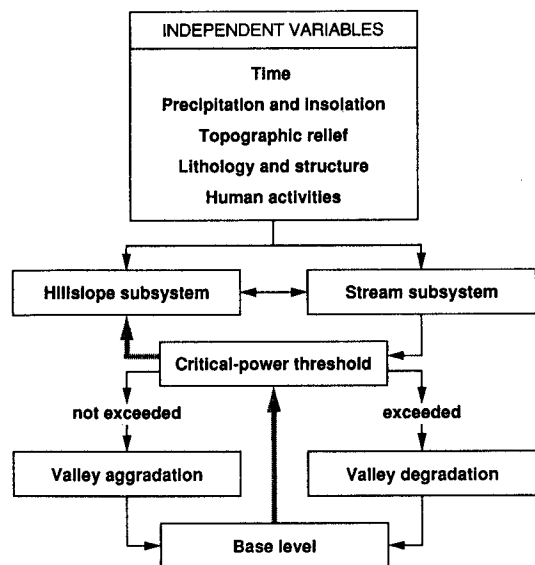 INDEPENDENT VARIABLES
Time
Precipitation and insolation
Topographic relief
Lithology and structure
Human activities
Hillslope subsystem
Stream subsystem
Critical-power threshold
not exceeded
exceeded
Valley aggradation
Valley degradation
Base level